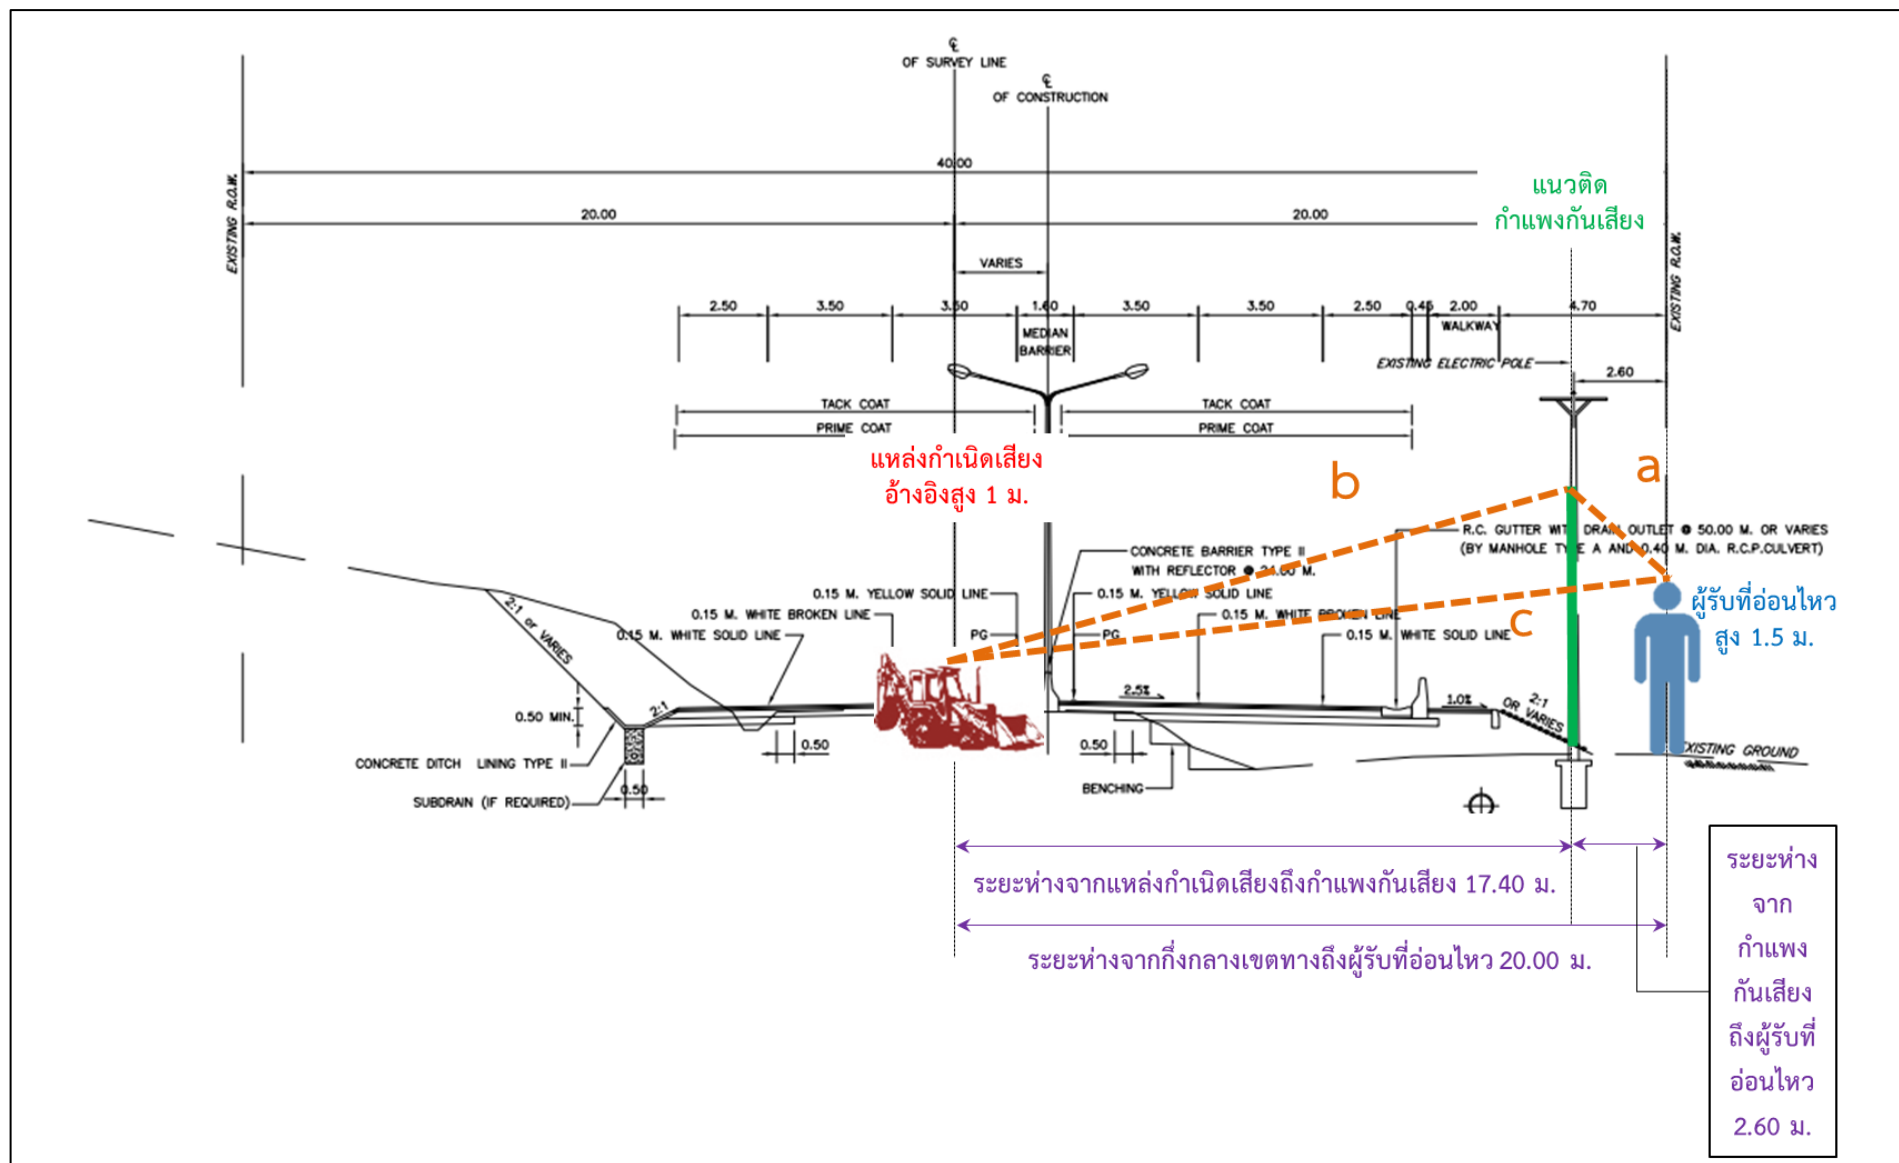 ℄
OF SURVEY LINE
℄
OF CONSTRUCTION
40.00
EXISTING R.O.W.
20.00
20.00
แนวติด
กำแพงกันเสียง
EXISTING R.O.W.
VARIES
2.50
3.50
3.50
1.60
3.50
3.50
2.50
0.45
2.00
4.70
MEDIAN
BARRIER
WALKWAY
EXISTING ELECTRIC POLE
2.60
TACK COAT
TACK COAT
PRIME COAT
PRIME COAT
แหล่งกำเนิดเสียง
อ้างอิงสูง 1 ม.
b
a
R.C. GUTTER WITH DRAIN OUTLET @ 50.00 M. OR VARIES
(BY MANHOLE TYPE A AND 0.40 M. DIA. R.C.P.CULVERT)
CONCRETE BARRIER TYPE II
WITH REFLECTOR @ 24.00 M.
0.15 M. YELLOW SOLID LINE
0.15 M. YELLOW SOLID LINE
0.15 M. WHITE BROKEN LINE
0.15 M. WHITE BROKEN LINE
0.15 M. WHITE SOLID LINE
PG
PG
0.15 M. WHITE SOLID LINE
c
ผู้รับที่อ่อนไหว
สูง 1.5 ม.
2:1 or VARIES
0.50 MIN.
2:1
2.5%
1.0%
2:1
OR VARIES
0.50
0.50
EXISTING GROUND
CONCRETE DITCH LINING TYPE II
SUBDRAIN (IF REQUIRED)
0.50
BENCHING
ระยะห่างจากแหล่งกำเนิดเสียงถึงกำแพงกันเสียง 17.40 ม.
ระยะห่างจากกึ่งกลางเขตทางถึงผู้รับที่อ่อนไหว 20.00 ม.
ระยะห่าง
จาก
กำแพง
กันเสียง
ถึงผู้รับที่
อ่อนไหว
2.60 ม.